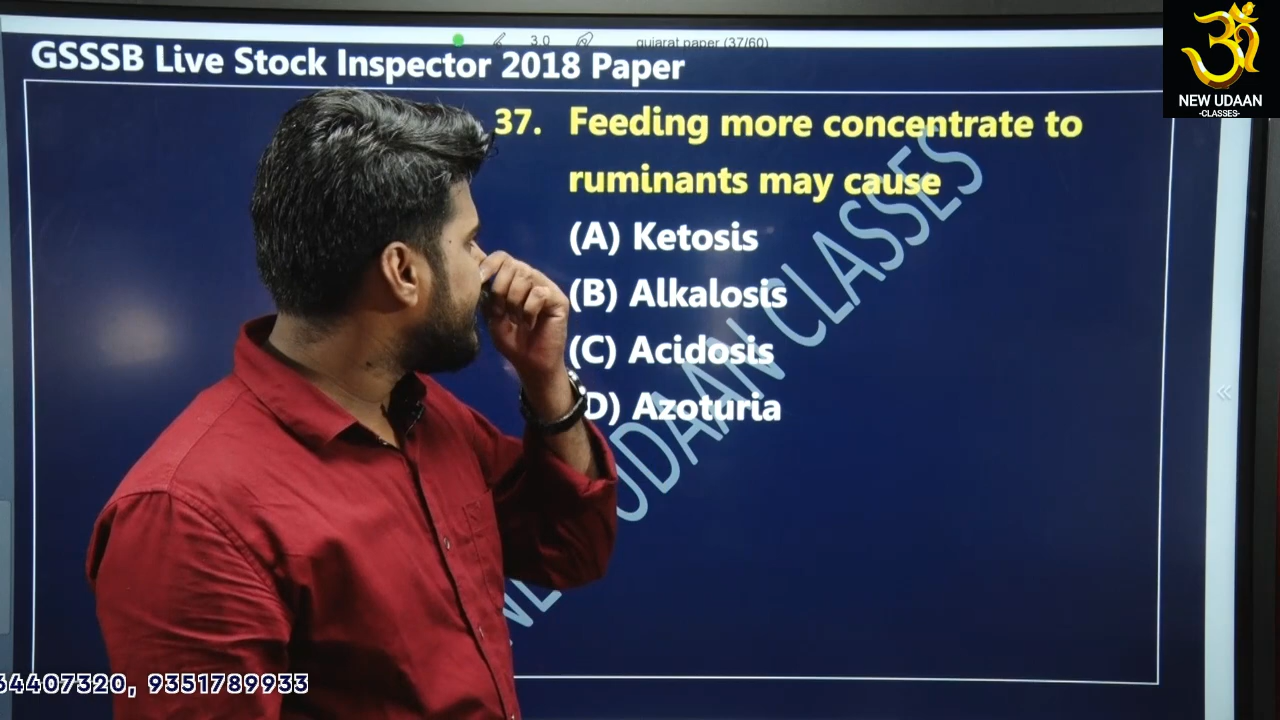 3.0 gujarat paper (37/60)
GSSSB Live Stock Inspector 2018 Paper
NEW UDAAN
-CLASSES-
37. Feeding more concentrate to
ruminants may cause
(A) Ketosis
(B) Alkalosis
(C) Acidosis
D) Azoturia
UDAAN CLASSES
34407320, 9351789933